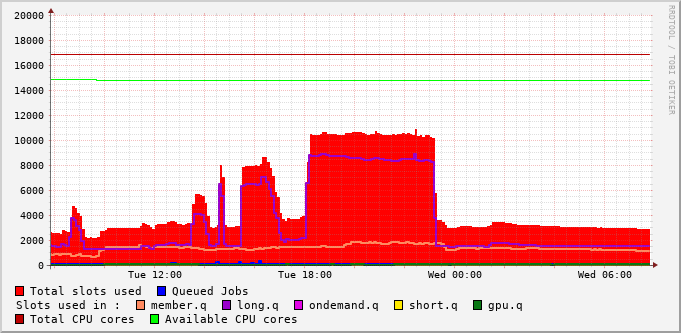 RRDTOOL / TOBI OETIKER
20000
18000
16000
14000
12000
10000
8000
6000
4000
2000
0
Tue 12:00 Tue 18:00 Wed 00:00 Wed 06:00
Total slots used Queued Jobs
Slots used in : member.q long.q ondemand.q short.q gpu.q
Total CPU cores Available CPU cores